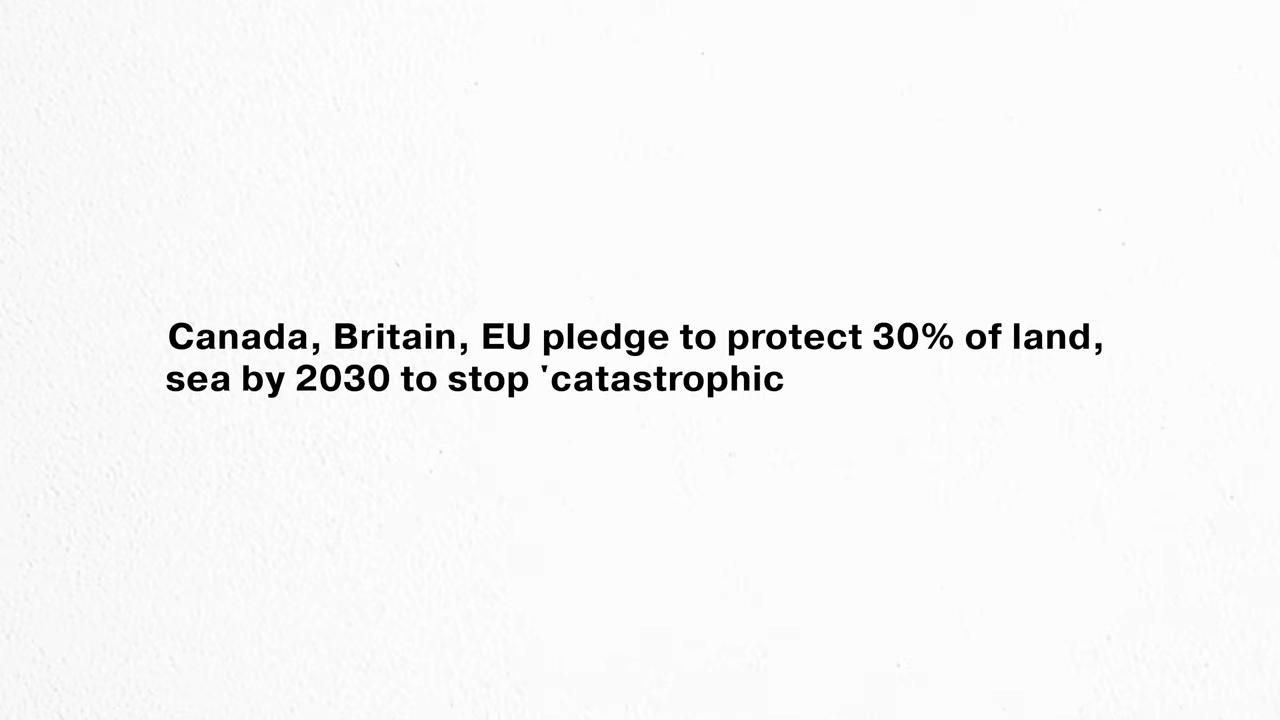 Canada, Britain, EU pledge to protect 30% of land,
sea by 2030 to stop 'catastrophic